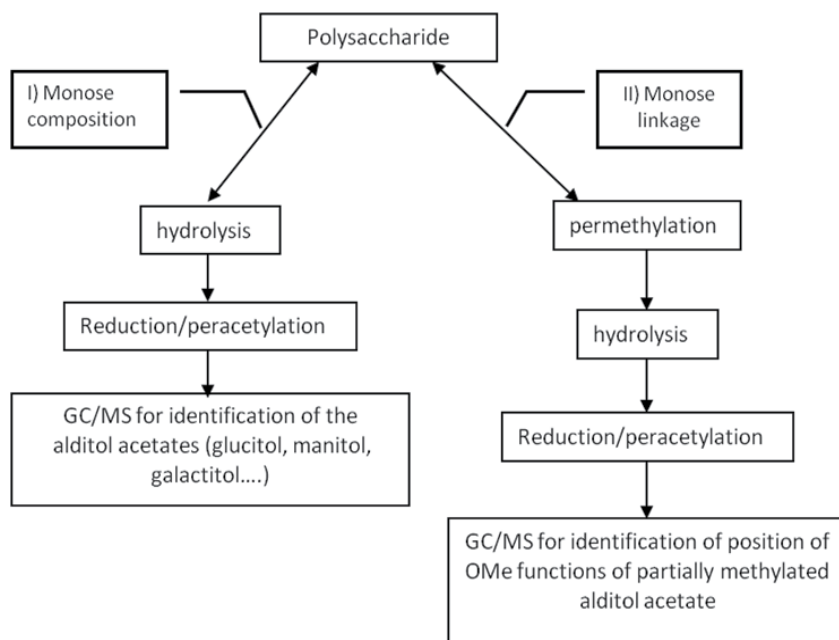 Polysaccharide
I) Monose
composition
II) Monose
linkage
hydrolysis
Reduction/peracetylation
GC/MS for identification of the
alditol acetates (glucitol, manitol,
galactitol....)
permethylation
hydrolysis
Reduction/peracetylation
GC/MS for identification of position of
OMe functions of partially methylated
alditol acetate